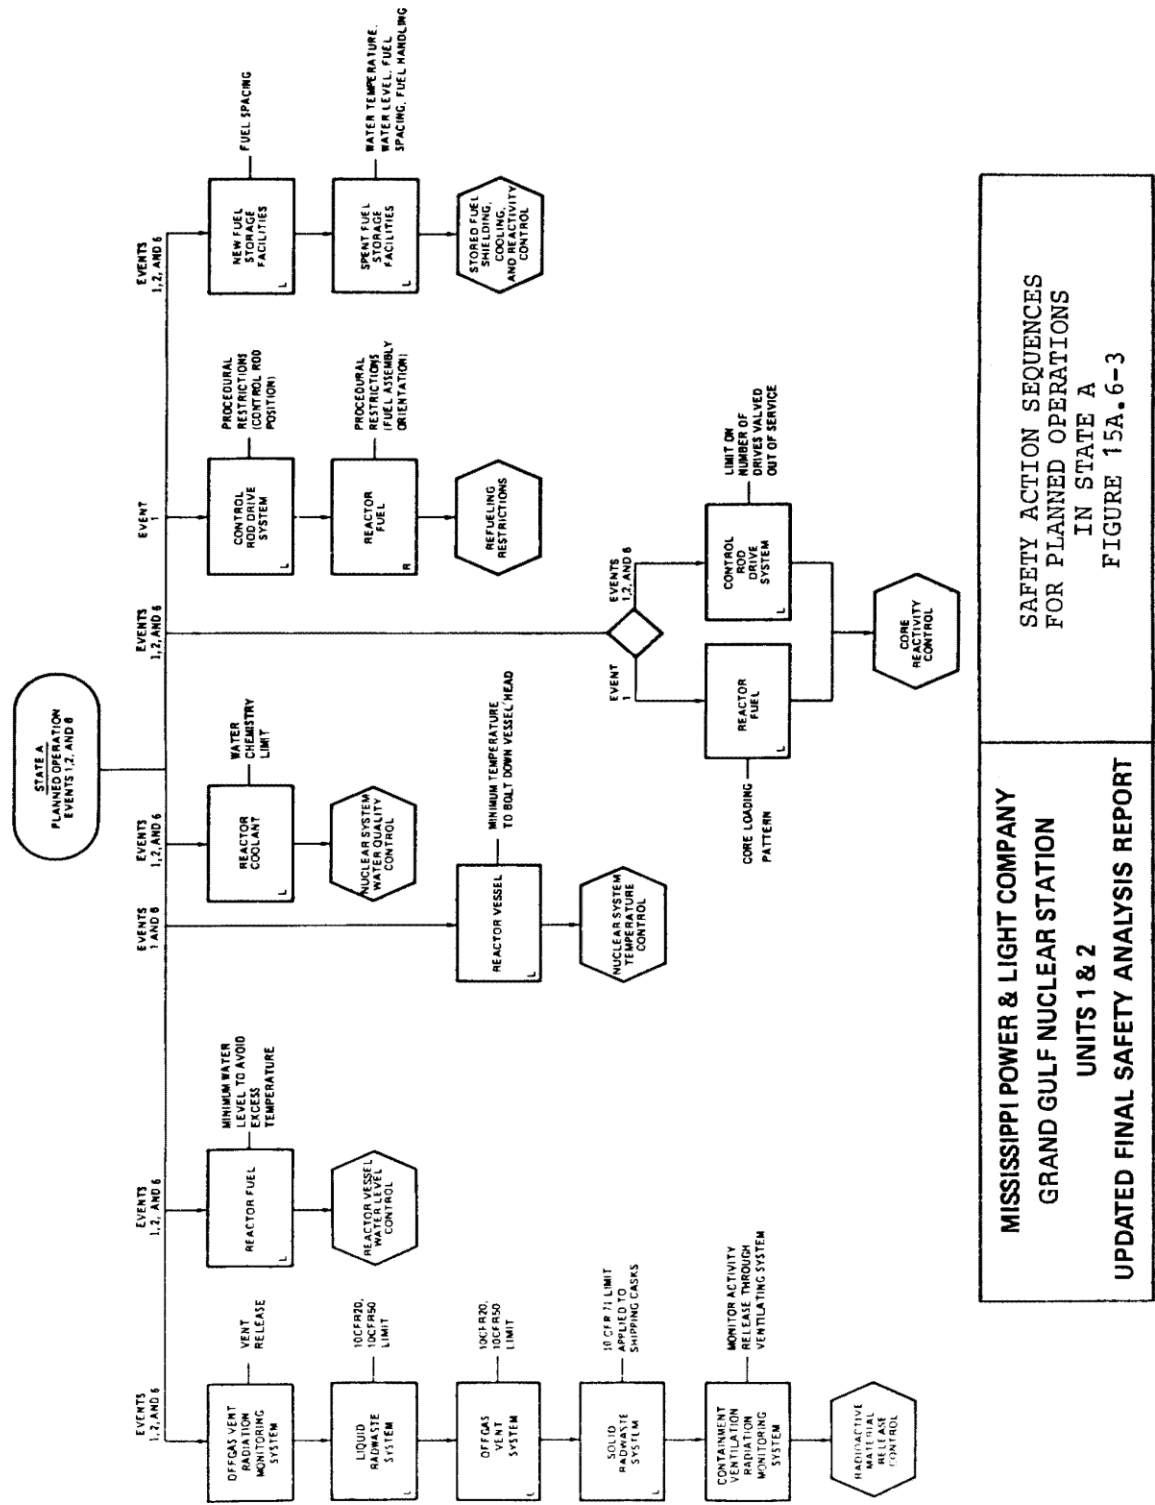 STATE A
PLANNED OPERATION
EVENTS 1,2, AND 6
EVENTS
1,2, AND 6
OFFGAS VENT
RADIATION
MONITORING
SYSTEM
VENT
RELEASE
LIQUID
RADWASTE
SYSTEM
L
10CFR20,
10CFR50
LIMIT
OFFGAS
VENT
SYSTEM
L
10CFR20,
10CFR50
LIMIT
SOLID
RADWASTE
SYSTEM
L
10 CFR 71 LIMIT
APPLIED TO
SHIPPING CASKS
CONTAINMENT
VENTILATION
RADIATION
MONITORING
SYSTEM
MONITOR ACTIVITY
RELEASE THROUGH
VENTILATING SYSTEM
RADIOACTIVE
MATERIAL
RELEASE
CONTROL
EVENTS
1,2, AND 6
REACTOR FUEL
L
MINIMUM WATER
LEVEL TO AVOID
EXCESS
TEMPERATURE
REACTOR VESSEL
WATER LEVEL
CONTROL
EVENTS
1 AND 6
REACTOR VESSEL
L
MINIMUM TEMPERATURE
TO BOLT DOWN VESSEL HEAD
NUCLEAR SYSTEM
TEMPERATURE
CONTROL
EVENTS
1,2, AND 6
REACTOR
COOLANT
L
WATER
CHEMISTRY
LIMIT
NUCLEAR SYSTEM
WATER QUALITY
CONTROL
EVENTS
1,2, AND 6
EVENT
1
REACTOR
FUEL
L
CORE LOADING
PATTERN
EVENTS
1,2, AND 6
CONTROL
ROD
DRIVE
SYSTEM
L
LIMIT ON
NUMBER OF
DRIVES VALVED
OUT OF SERVICE
CORE
REACTIVITY
CONTROL
EVENT
1
CONTROL
ROD DRIVE
SYSTEM
L
PROCEDURAL
RESTRICTIONS
(CONTROL ROD
POSITION)
REACTOR
FUEL
R
PROCEDURAL
RESTRICTIONS
(FUEL ASSEMBLY
ORIENTATION)
REFUELING
RESTRICTIONS
EVENTS
1,2, AND 6
NEW FUEL
STORAGE
FACILITIES
L
FUEL SPACING
SPENT FUEL
STORAGE
FACILITIES
L
WATER TEMPERATURE,
WATER LEVEL, FUEL
SPACING, FUEL HANDLING
STORED FUEL
SHIELDING,
COOLING,
AND REACTIVITY
CONTROL
MISSISSIPPI POWER & LIGHT COMPANY
GRAND GULF NUCLEAR STATION
UNITS 1 & 2
UPDATED FINAL SAFETY ANALYSIS REPORT
SAFETY ACTION SEQUENCES
FOR PLANNED OPERATIONS
IN STATE A
FIGURE 15A.6-3